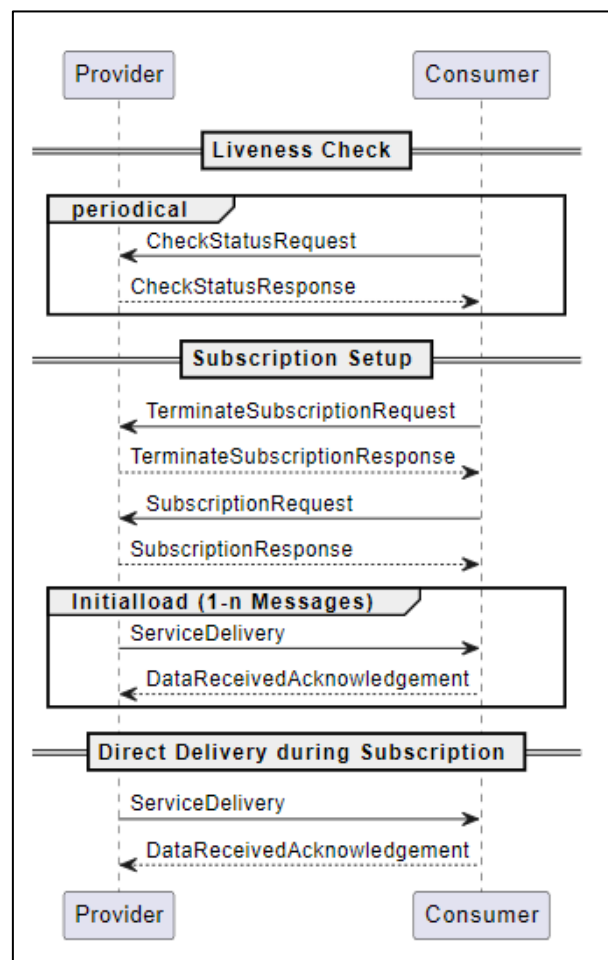 Provider
Consumer
Liveness Check
periodical
CheckStatusRequest
CheckStatusResponse
Subscription Setup
TerminateSubscriptionRequest
TerminateSubscriptionResponse
SubscriptionRequest
SubscriptionResponse
Initialload (1-n Messages)
ServiceDelivery
DataReceivedAcknowledgement
Direct Delivery during Subscription
ServiceDelivery
DataReceivedAcknowledgement
Provider
Consumer